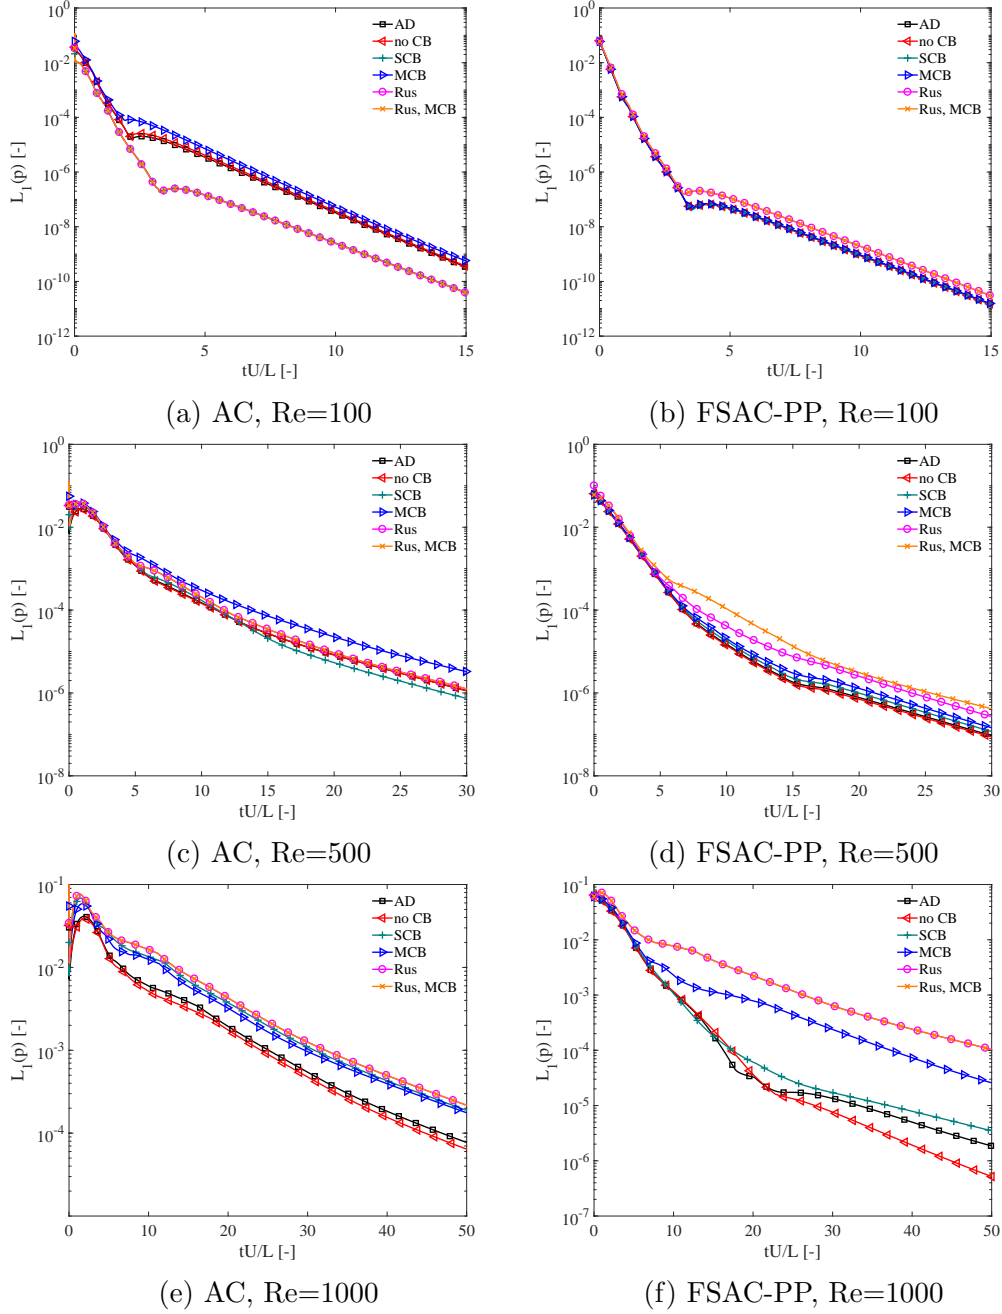 10^0
10^-2
10^-4
10^-6
10^-8
10^-10
10^-12
L_1(p) [-]
0 5 10 15
tU/L [-]
AD
no CB
SCB
MCB
Rus
Rus, MCB
(a) AC, Re=100
10^0
10^-2
10^-4
10^-6
10^-8
10^-10
10^-12
L_1(p) [-]
0 5 10 15
tU/L [-]
AD
no CB
SCB
MCB
Rus
Rus, MCB
(b) FSAC-PP, Re=100
10^0
10^-2
10^-4
10^-6
10^-8
L_1(p) [-]
0 5 10 15 20 25 30
tU/L [-]
AD
no CB
SCB
MCB
Rus
Rus, MCB
(c) AC, Re=500
10^0
10^-2
10^-4
10^-6
10^-8
L_1(p) [-]
0 5 10 15 20 25 30
tU/L [-]
AD
no CB
SCB
MCB
Rus
Rus, MCB
(d) FSAC-PP, Re=500
10^-1
10^-2
10^-3
10^-4
L_1(p) [-]
0 10 20 30 40 50
tU/L [-]
AD
no CB
SCB
MCB
Rus
Rus, MCB
(e) AC, Re=1000
10^-1
10^-2
10^-3
10^-4
10^-5
10^-6
10^-7
L_1(p) [-]
0 10 20 30 40 50
tU/L [-]
AD
no CB
SCB
MCB
Rus
Rus, MCB
(f) FSAC-PP, Re=1000